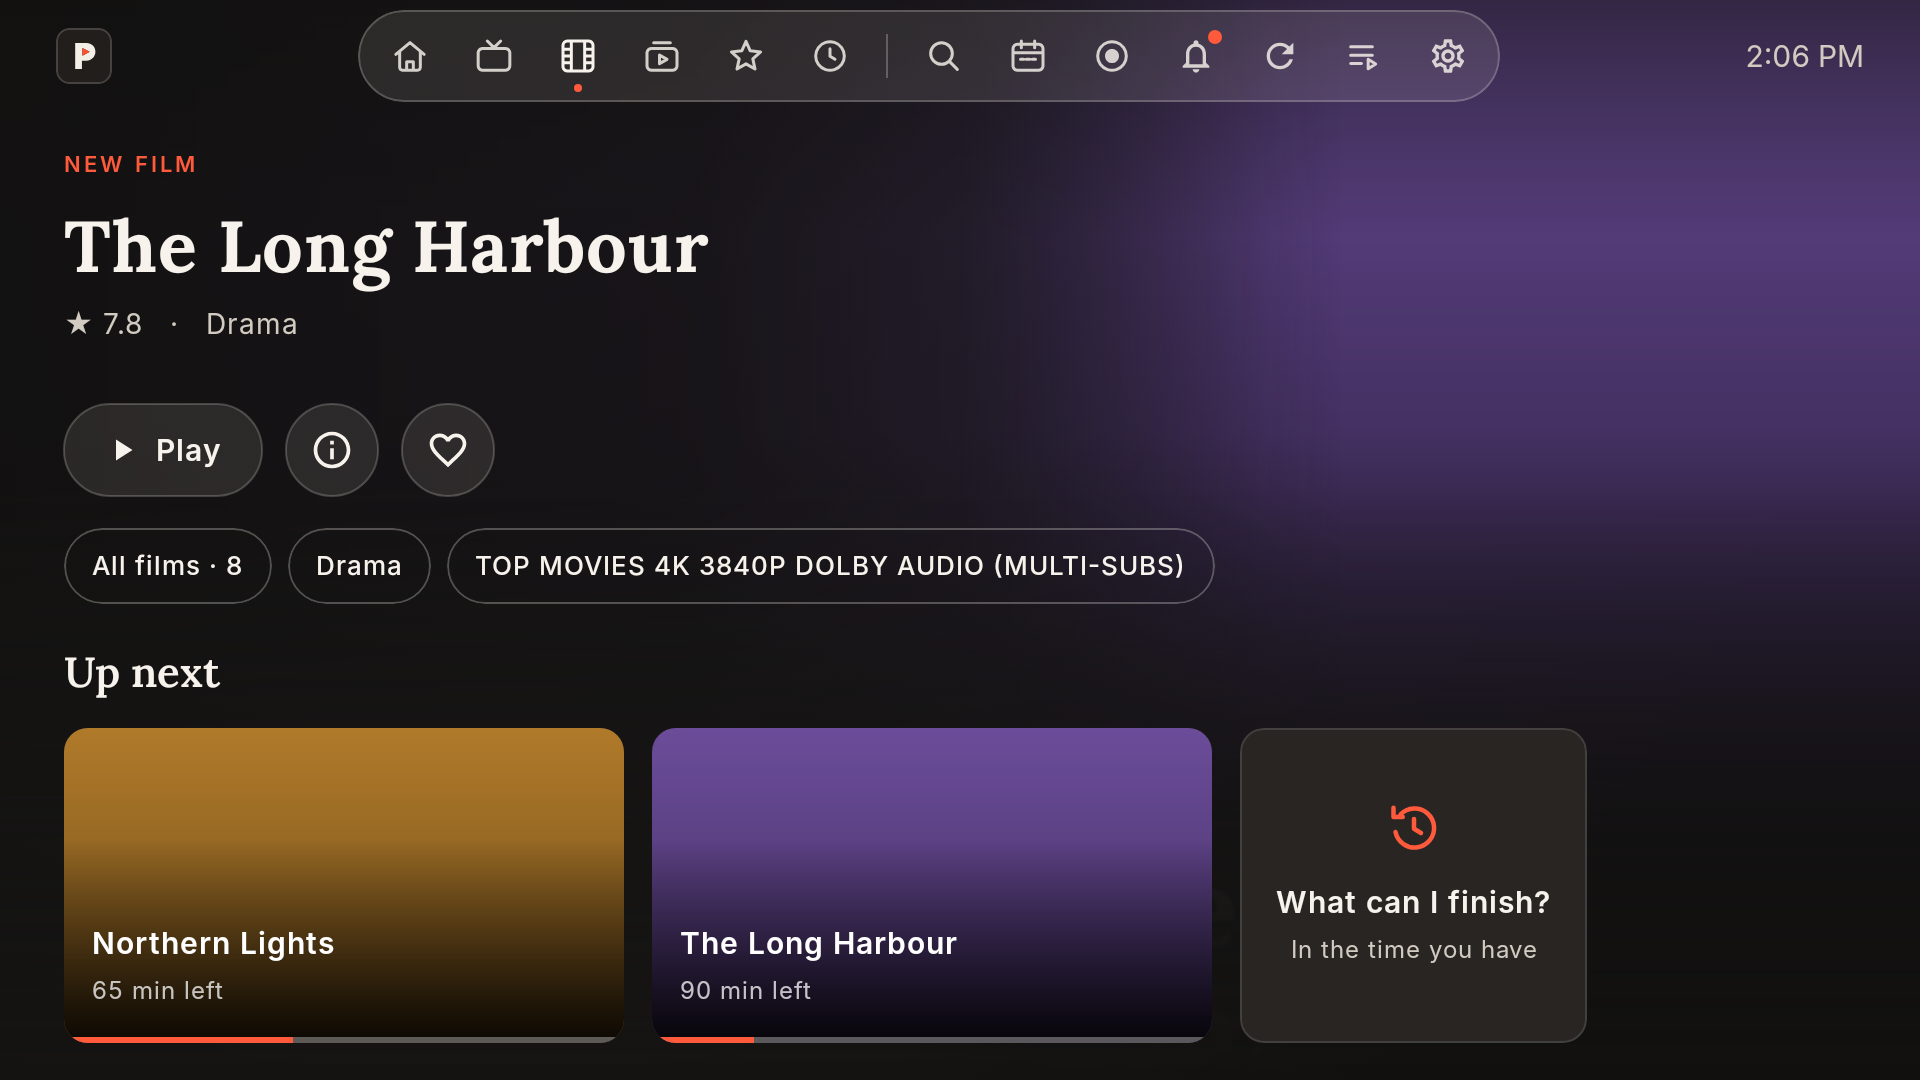 P
2:06 PM
NEW FILM
The Long Harbour
★ 7.8 · Drama
Play
All films · 8
Drama
TOP MOVIES 4K 3840P DOLBY AUDIO (MULTI-SUBS)
Up next
Northern Lights
65 min left
The Long Harbour
90 min left
What can I finish?
In the time you have